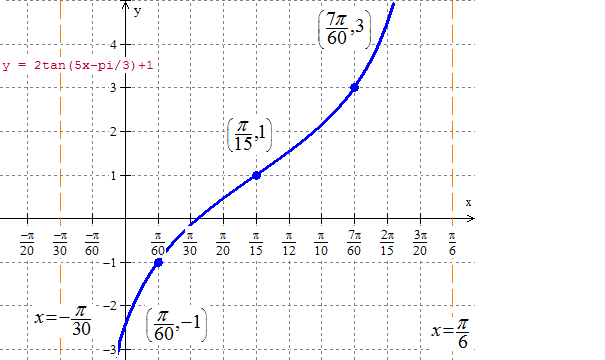 y
(7π/60, 3)
4
y = 2tan(5x-pi/3)+1
3
2
(π/15, 1)
1
x
-π/20 -π/30 -π/60 π/60 π/30 π/20 π/15 π/12 π/10 7π/60 2π/15 3π/20 π/6
-1
-2
x=-π/30
(π/60, -1)
x=π/6
-3